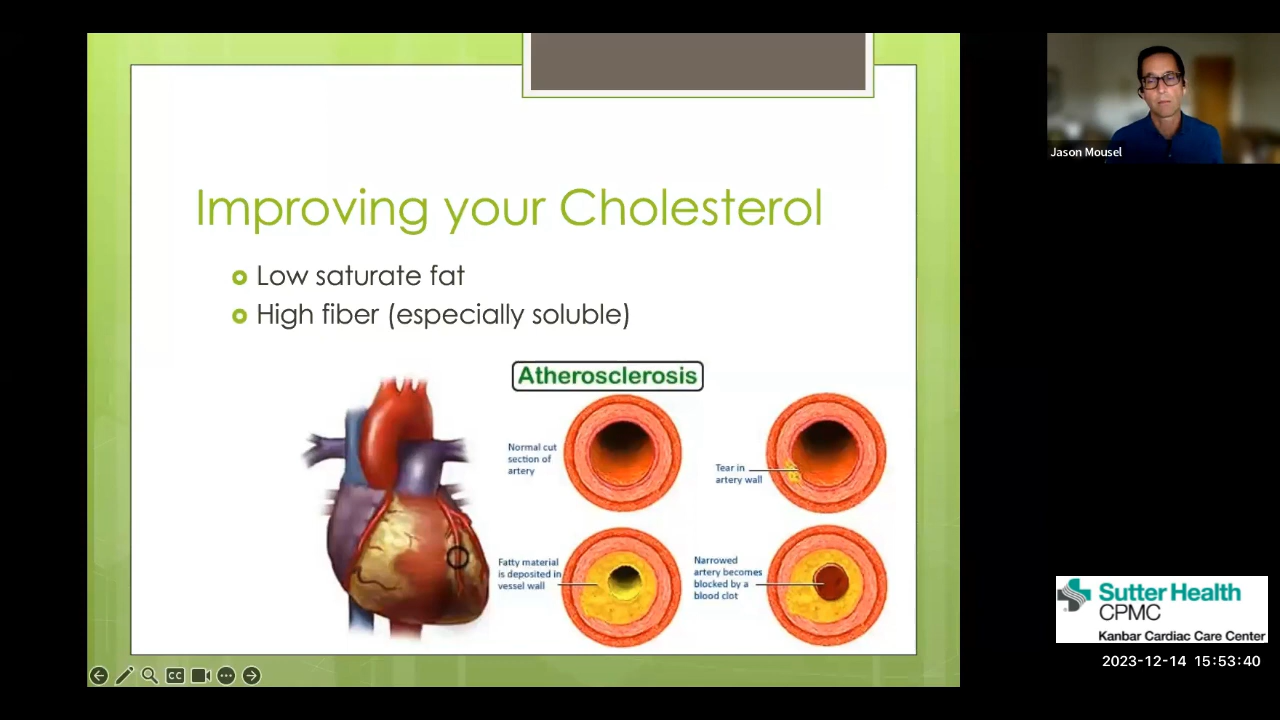 Improving your Cholesterol
Low saturate fat
High fiber (especially soluble)
Atherosclerosis
Normal cut
section of
artery
Tear in
artery wall
Fatty material
is deposited in
vessel wall
Narrowed
artery becomes
blocked by a
blood clot
CC
Jason Mousel
Sutter Health
CPMC
Kanbar Cardiac Care Center
2023-12-14 15:53:40